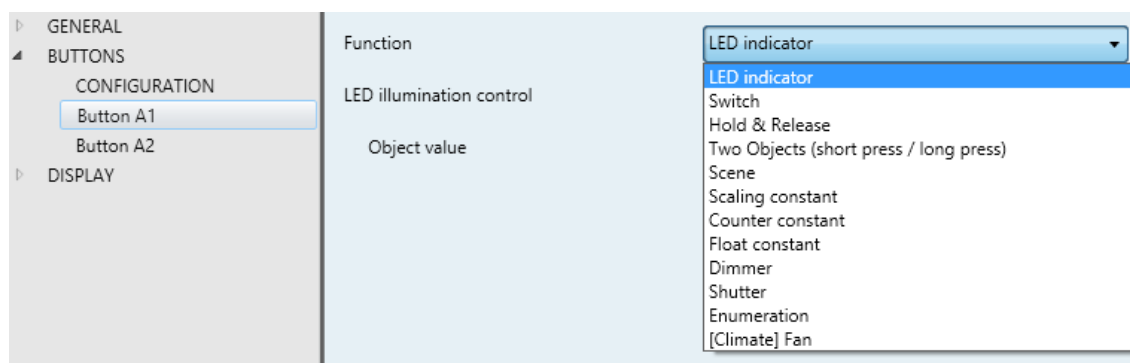 GENERAL
BUTTONS
CONFIGURATION
Button A1
Button A2
DISPLAY
Function
LED indicator
LED illumination control
Object value
LED indicator
Switch
Hold & Release
Two Objects (short press / long press)
Scene
Scaling constant
Counter constant
Float constant
Dimmer
Shutter
Enumeration
[Climate] Fan